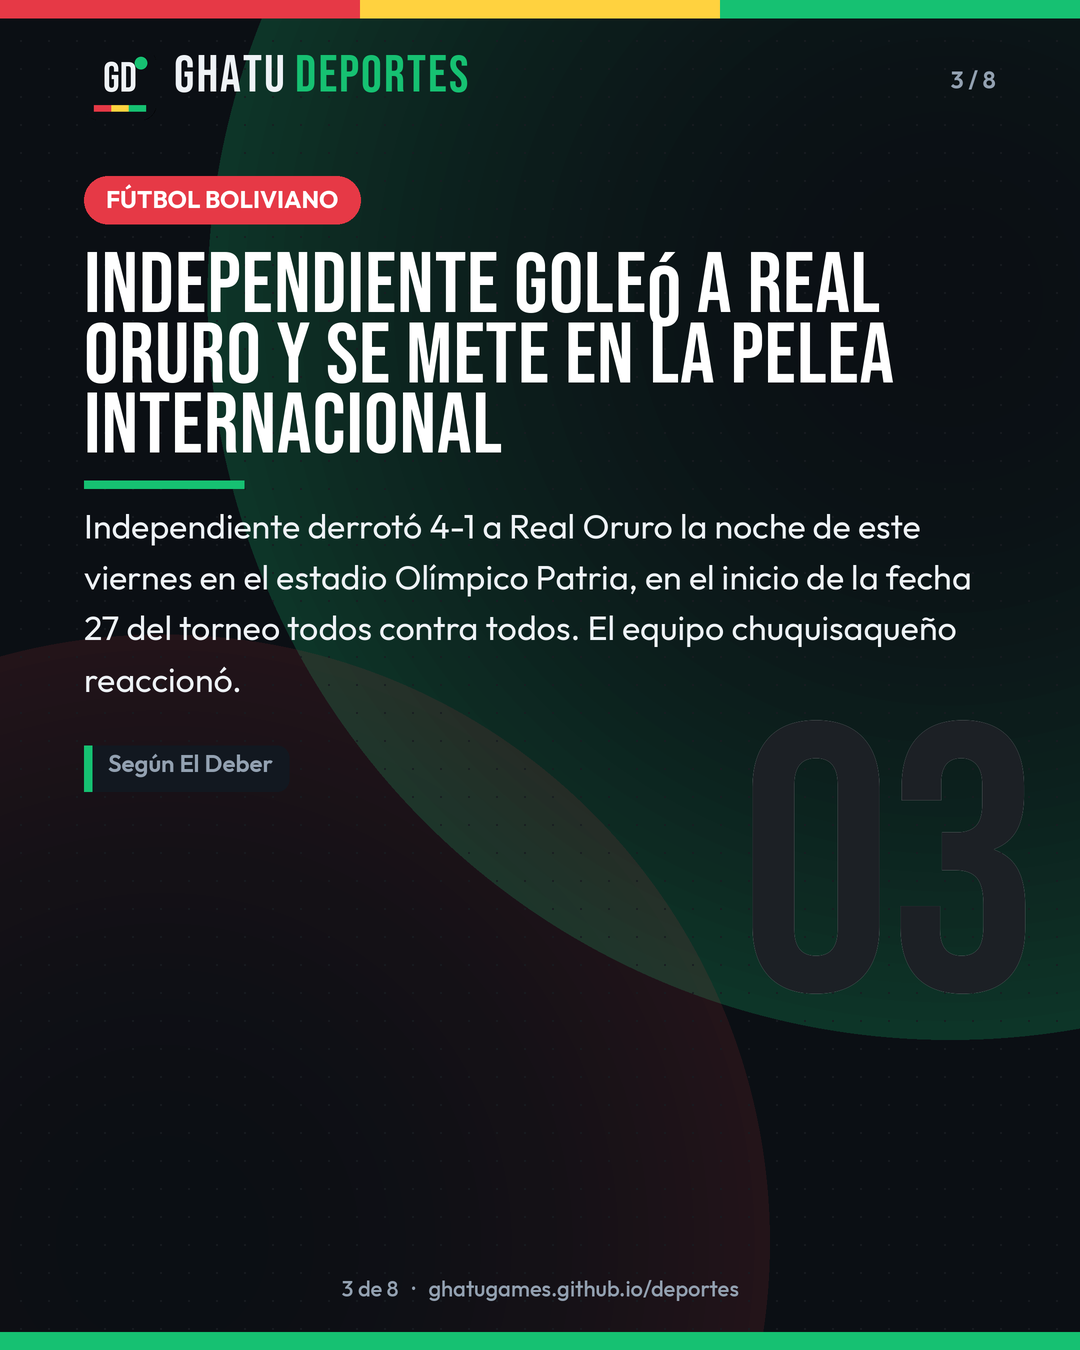 GD GHATU DEPORTES
3 / 8
FÚTBOL BOLIVIANO
INDEPENDIENTE GOLEÓ A REAL
ORURO Y SE METE EN LA PELEA
INTERNACIONAL
Independiente derrotó 4-1 a Real Oruro la noche de este
viernes en el estadio Olímpico Patria, en el inicio de la fecha
27 del torneo todos contra todos. El equipo chuquisaqueño
reaccionó.
Según El Deber
03
3 de 8 · ghatugames.github.io/deportes